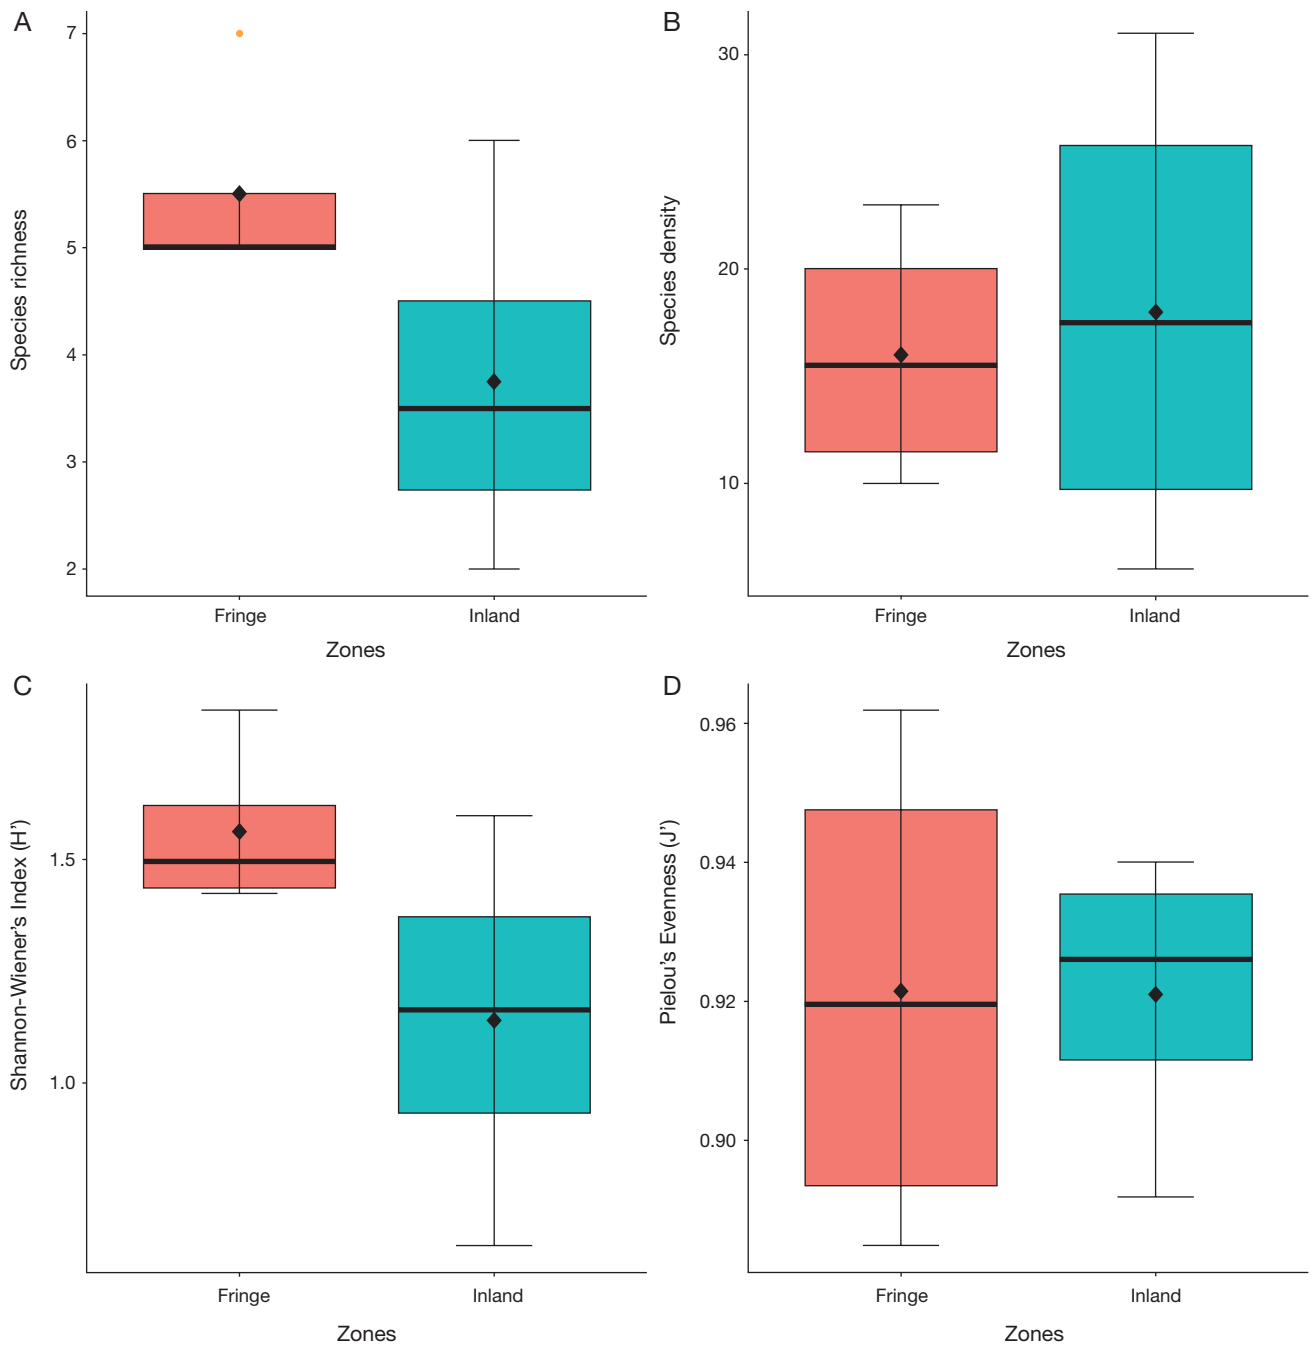 A
7
6
5
4
3
2
Species richness
Fringe
Inland
Zones
B
30
20
10
Species density
Fringe
Inland
Zones
C
1.5
1.0
Shannon-Wiener's Index (H')
Fringe
Inland
Zones
D
0.96
0.94
0.92
0.90
Pielou's Evenness (J')
Fringe
Inland
Zones